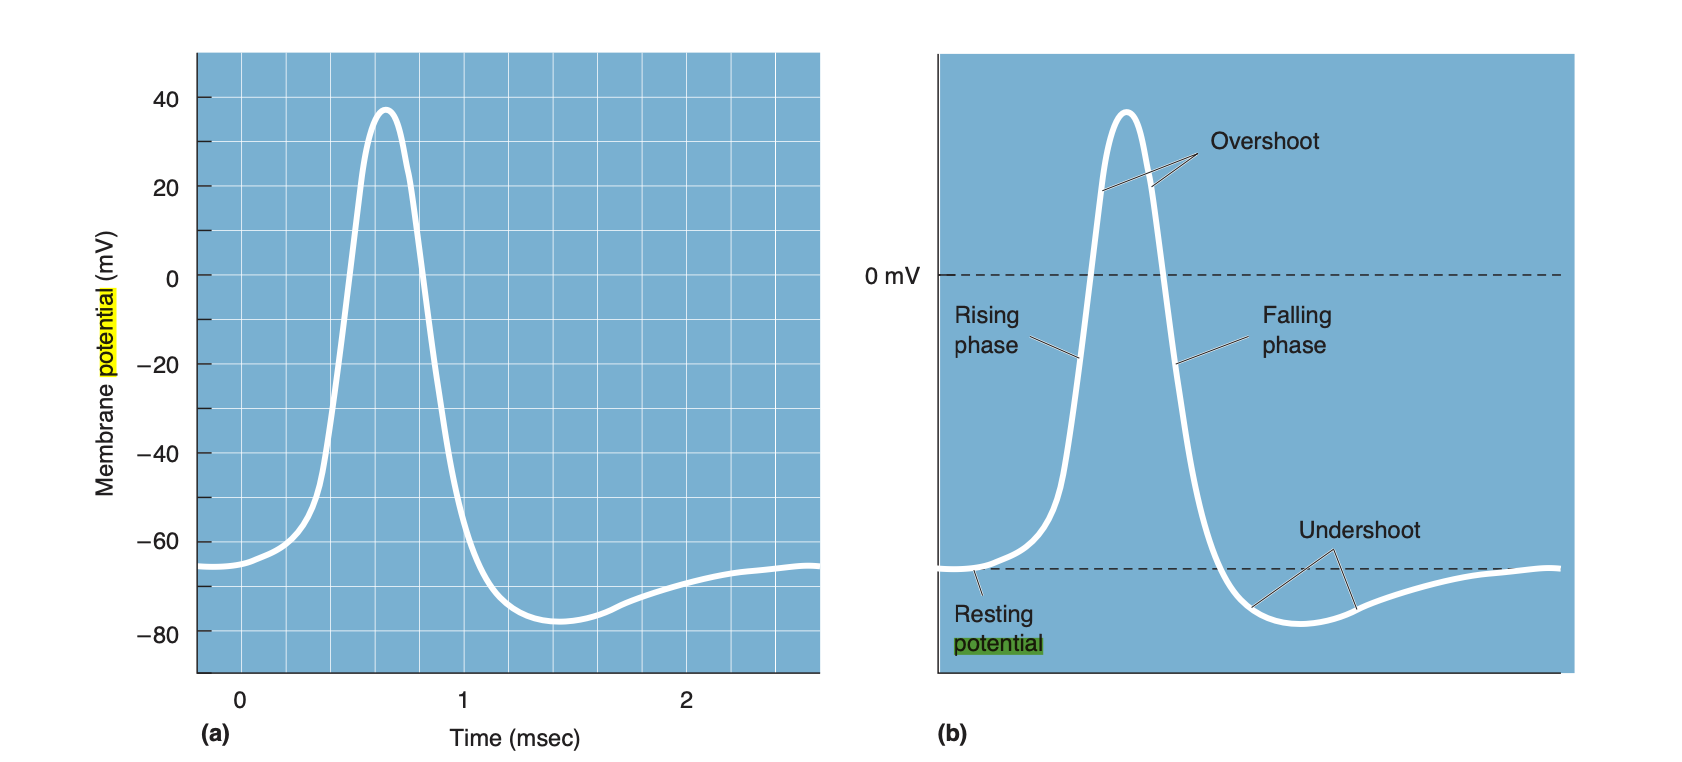 40
20
0
−20
−40
−60
−80
Membrane potential (mV)
0
1
2
Time (msec)
(a)
Overshoot
0 mV
Rising
phase
Falling
phase
Undershoot
Resting
potential
(b)